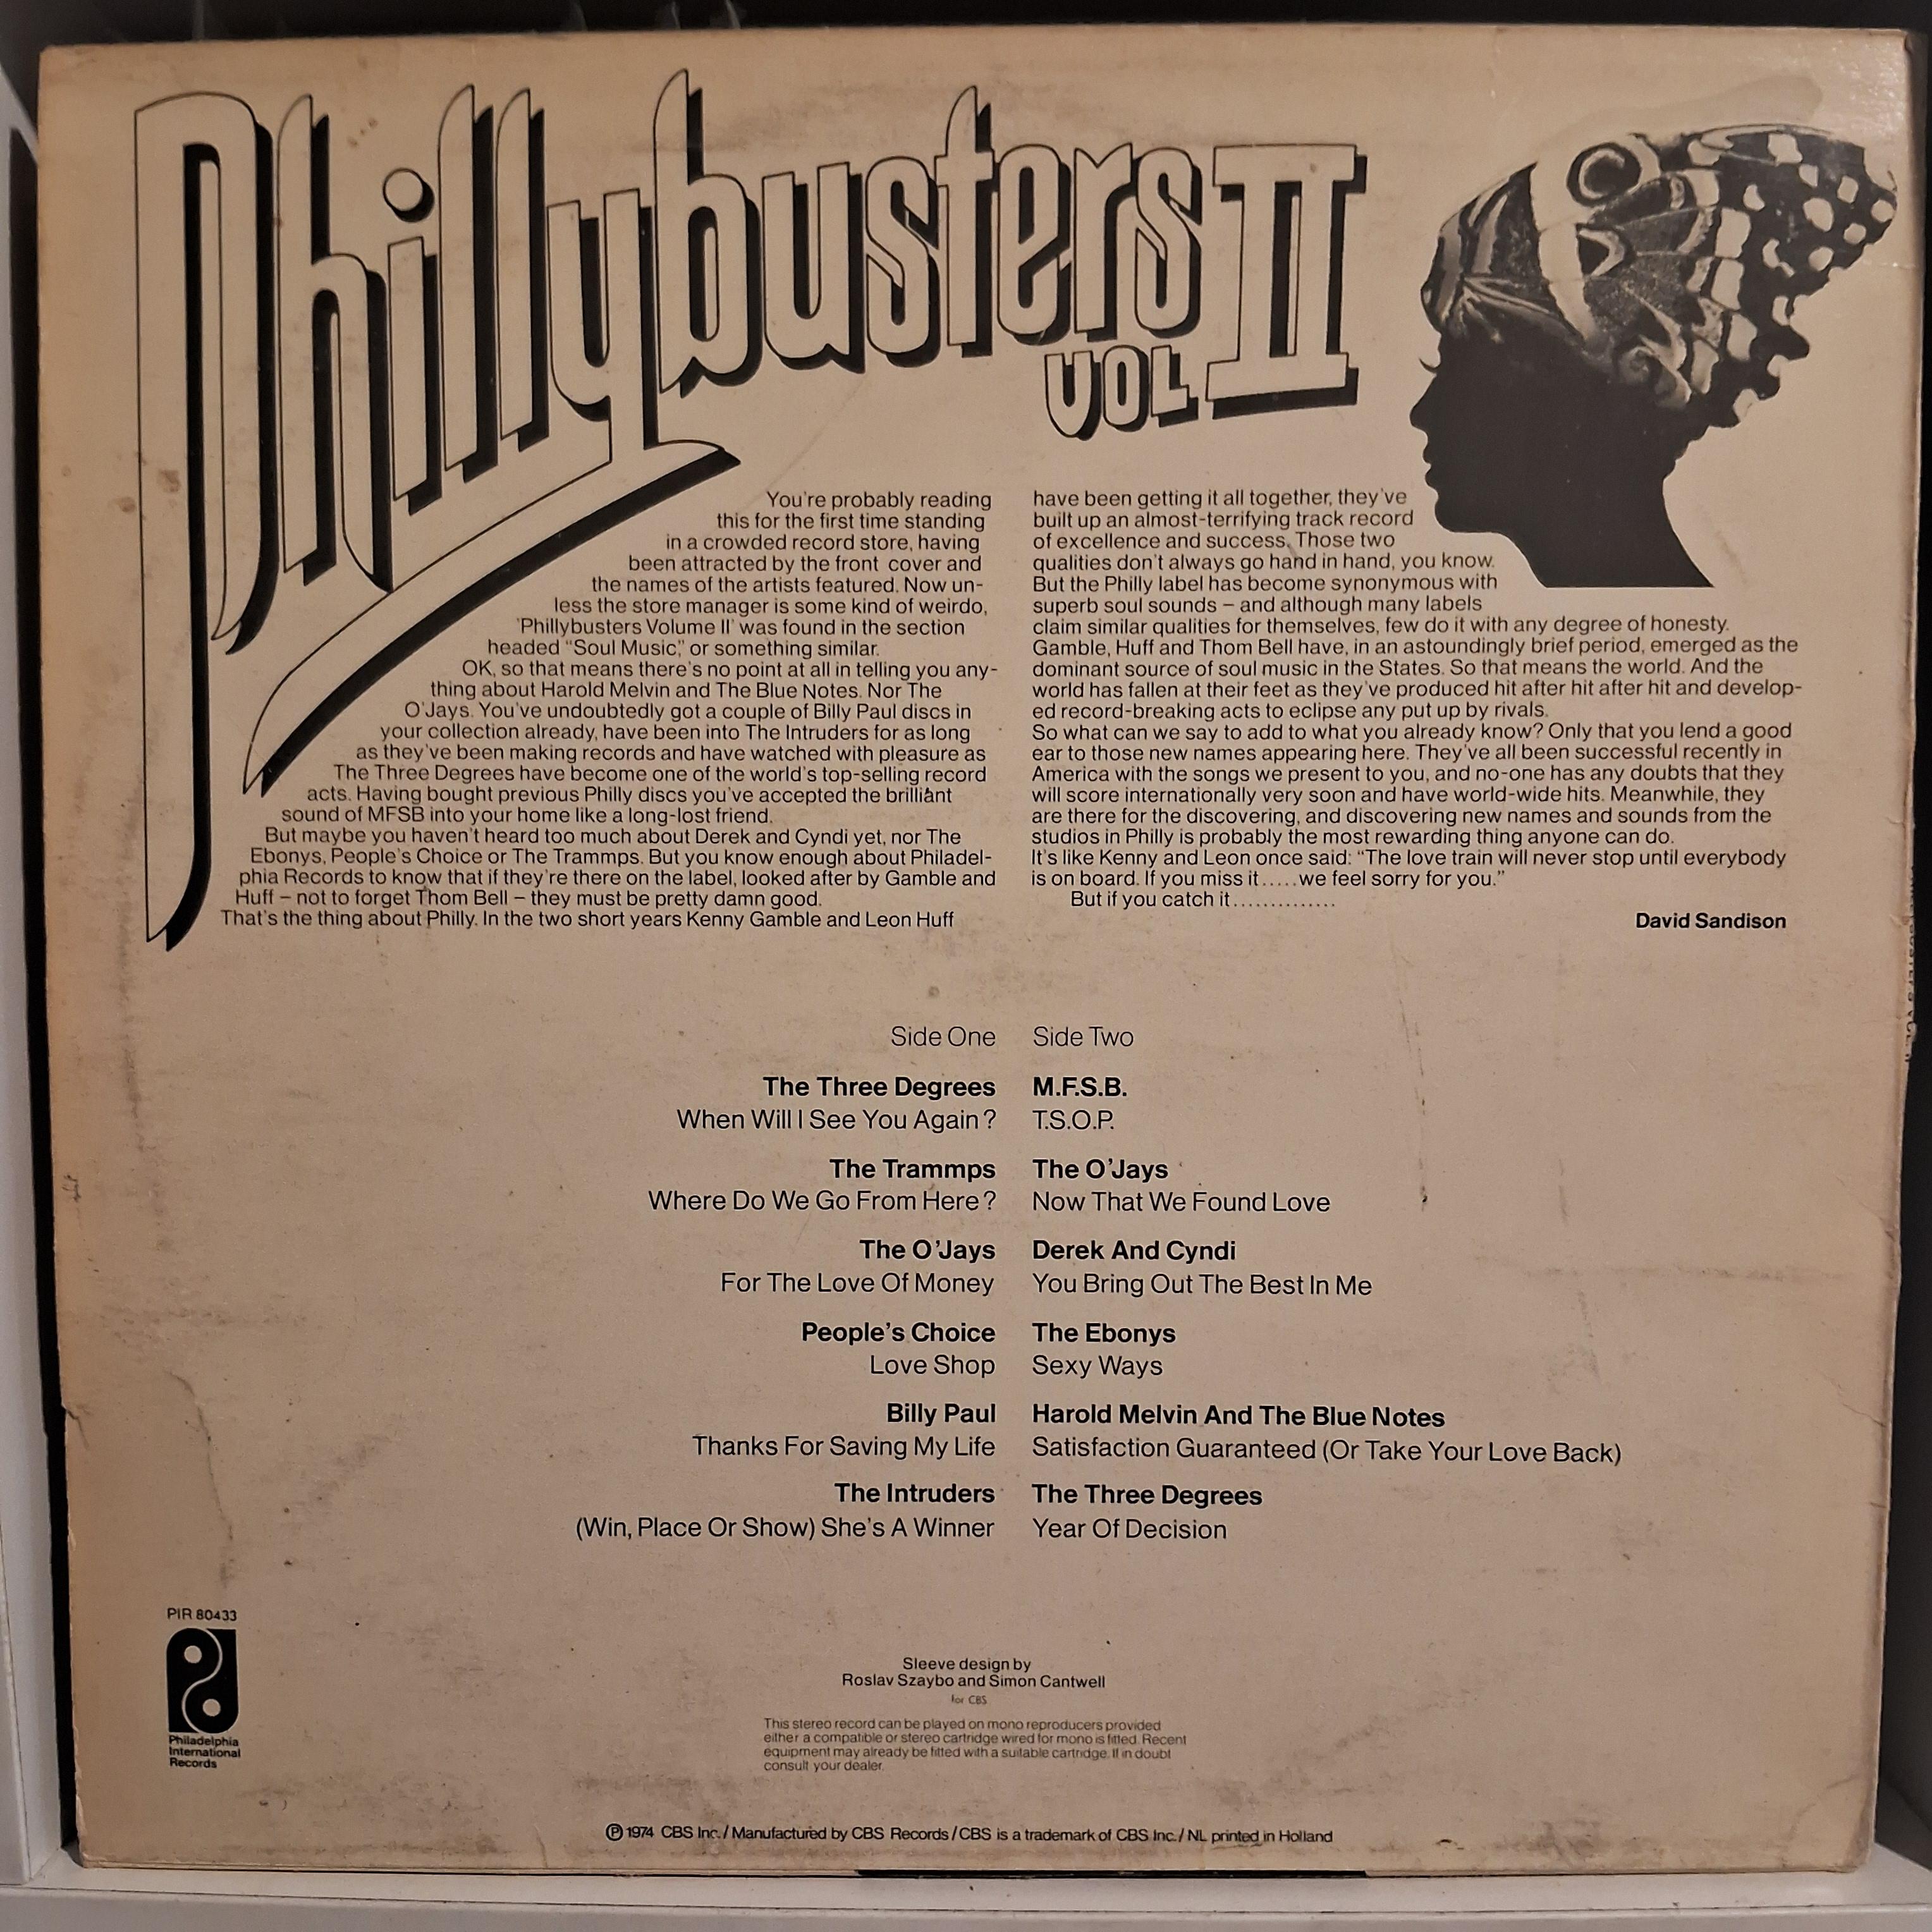 Phillybusters
VOL II
You're probably reading
this for the first time standing
in a crowded record store, having
been attracted by the front cover and
the names of the artists featured. Now un-
less the store manager is some kind of weirdo,
'Phillybusters Volume II' was found in the section
headed “Soul Music,” or something similar.
OK, so that means there's no point at all in telling you any-
thing about Harold Melvin and The Blue Notes. Nor The
O'Jays. You've undoubtedly got a couple of Billy Paul discs in
your collection already, have been into The Intruders for as long
as they've been making records and have watched with pleasure as
The Three Degrees have become one of the world's top-selling record
acts. Having bought previous Philly discs you've accepted the brilliant
sound of MFSB into your home like a long-lost friend.
But maybe you haven't heard too much about Derek and Cyndi yet, nor The
Ebonys, People's Choice or The Trammps. But you know enough about Philadel-
phia Records to know that if they're there on the label, looked after by Gamble and
Huff – not to forget Thom Bell – they must be pretty damn good.
That's the thing about Philly. In the two short years Kenny Gamble and Leon Huff
have been getting it all together, they've
built up an almost-terrifying track record
of excellence and success. Those two
qualities don't always go hand in hand, you know.
But the Philly label has become synonymous with
superb soul sounds – and although many labels
claim similar qualities for themselves, few do it with any degree of honesty.
Gamble, Huff and Thom Bell have, in an astoundingly brief period, emerged as the
dominant source of soul music in the States. So that means the world. And the
world has fallen at their feet as they've produced hit after hit after hit and develop-
ed record-breaking acts to eclipse any put up by rivals.
So what can we say to add to what you already know? Only that you lend a good
ear to those new names appearing here. They've all been successful recently in
America with the songs we present to you, and no-one has any doubts that they
will score internationally very soon and have world-wide hits. Meanwhile, they
are there for the discovering, and discovering new names and sounds from the
studios in Philly is probably the most rewarding thing anyone can do.
It's like Kenny and Leon once said: “The love train will never stop until everybody
is on board. If you miss it.....we feel sorry for you.”
But if you catch it..............
David Sandison
Side One
The Three Degrees
When Will I See You Again?
The Trammps
Where Do We Go From Here?
The O'Jays
For The Love Of Money
People's Choice
Love Shop
Billy Paul
Thanks For Saving My Life
The Intruders
(Win, Place Or Show) She's A Winner
Side Two
M.F.S.B.
T.S.O.P.
The O'Jays
Now That We Found Love
Derek And Cyndi
You Bring Out The Best In Me
The Ebonys
Sexy Ways
Harold Melvin And The Blue Notes
Satisfaction Guaranteed (Or Take Your Love Back)
The Three Degrees
Year Of Decision
PIR 80433
Philadelphia
International
Records
Sleeve design by
Roslav Szaybo and Simon Cantwell
for CBS
This stereo record can be played on mono reproducers provided
either a compatible or stereo cartridge wired for mono is fitted. Recent
equipment may already be fitted with a suitable cartridge. If in doubt
consult your dealer.
℗ 1974 CBS Inc./Manufactured by CBS Records/CBS is a trademark of CBS Inc./NL printed in Holland